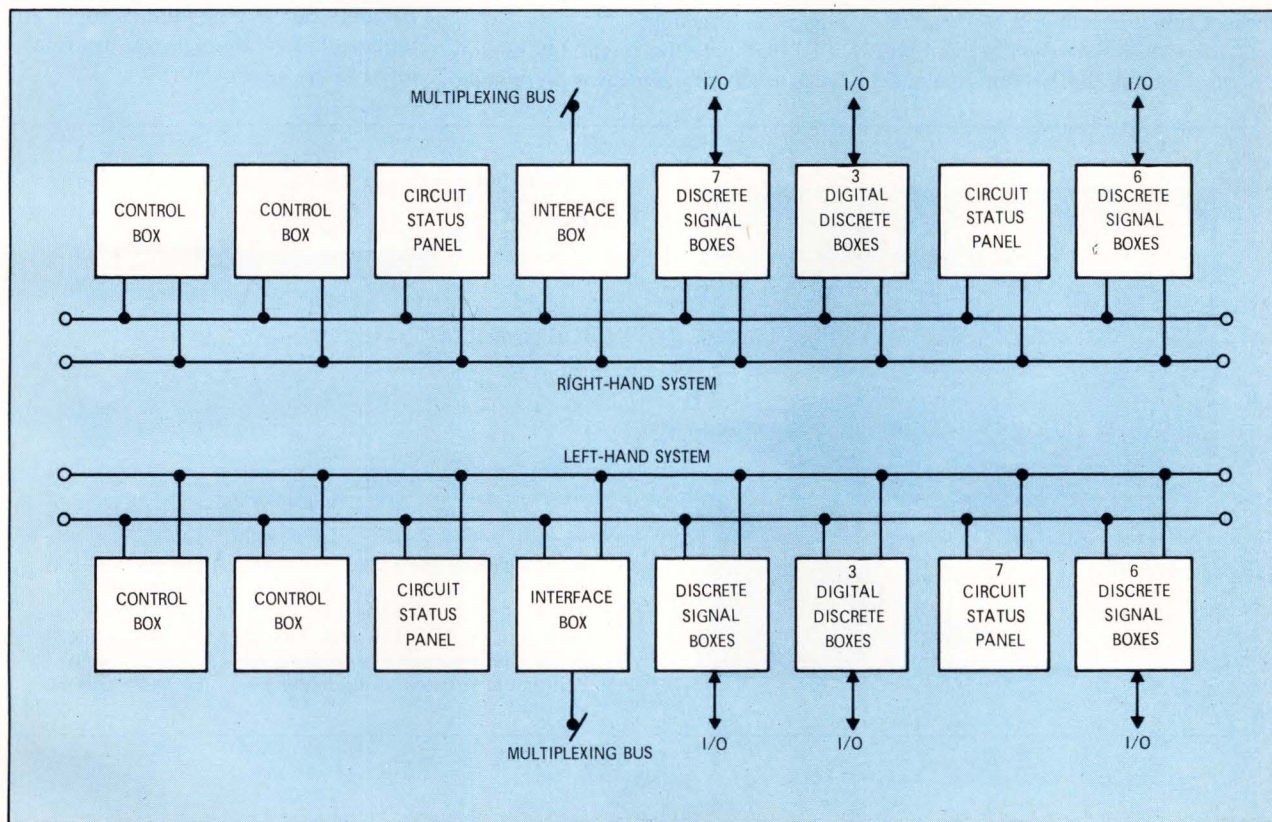 MULTIPLEXING BUS
I/O
I/O
I/O
CONTROL
BOX
CONTROL
BOX
CIRCUIT
STATUS
PANEL
INTERFACE
BOX
7
DISCRETE
SIGNAL
BOXES
3
DIGITAL
DISCRETE
BOXES
CIRCUIT
STATUS
PANEL
6
DISCRETE
SIGNAL
BOXES
RIGHT-HAND SYSTEM
LEFT-HAND SYSTEM
CONTROL
BOX
CONTROL
BOX
CIRCUIT
STATUS
PANEL
INTERFACE
BOX
DISCRETE
SIGNAL
BOXES
3
DIGITAL
DISCRETE
BOXES
7
CIRCUIT
STATUS
PANEL
6
DISCRETE
SIGNAL
BOXES
MULTIPLEXING BUS
I/O
I/O
I/O